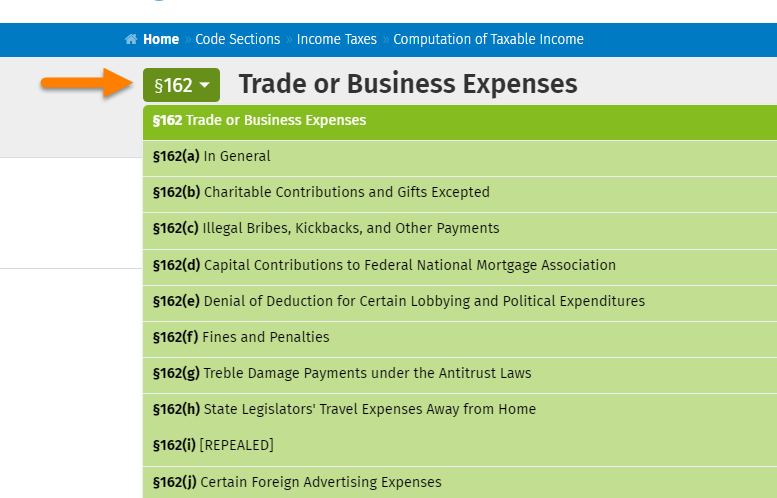 Home » Code Sections » Income Taxes » Computation of Taxable Income
§162 Trade or Business Expenses
§162 Trade or Business Expenses
§162(a) In General
§162(b) Charitable Contributions and Gifts Excepted
§162(c) Illegal Bribes, Kickbacks, and Other Payments
§162(d) Capital Contributions to Federal National Mortgage Association
§162(e) Denial of Deduction for Certain Lobbying and Political Expenditures
§162(f) Fines and Penalties
§162(g) Treble Damage Payments under the Antitrust Laws
§162(h) State Legislators' Travel Expenses Away from Home
§162(i) [REPEALED]
§162(j) Certain Foreign Advertising Expenses